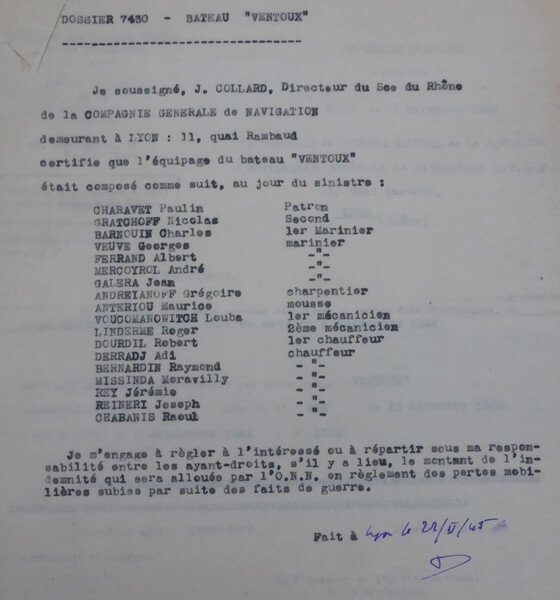 DOSSIER 7430 - BATEAU "VENTOUX"
Je soussigné, J. COLLARD, Directeur du Sce du Rhône
de la COMPAGNIE GENERALE de NAVIGATION
demeurant à LYON : 11, quai Rambaud
certifie que l'équipage du bateau "VENTOUX"
était composé comme suit, au jour du sinistre :
CHARAVET Paulin Patron
GRATCHOFF Nicolas Second
BARNOUIN Charles 1er Marinier
VEUVE Georges marinier
FERRAND Albert -"-
MERCOYROL André -"-
GALERA Jean -"-
ANDREIANOFF Grégoire charpentier
ANTERIOU Maurice mousse
VOUCOMANOWITCH Louba 1er mécanicien
LINDERME Roger 2ème mécanicien
DOURDIL Robert 1er chauffeur
DERRADJ Adi chauffeur
BERNARDIN Raymond - "-
MISSINDA Meravilly - "-
REY Jérémie - "-
REINERI Joseph - "-
CHABANIS Raoul - "-
Je m'engage à règler à l'intéressé ou à répartir sous ma respon-
sabilité entre les ayant-droits, s'il y a lieu, le montant de l'in-
demnité qui sera allouée par l'O.N.N. en règlement des pertes mobi-
lières subies par suite des faits de guerre.
Fait à Lyon le